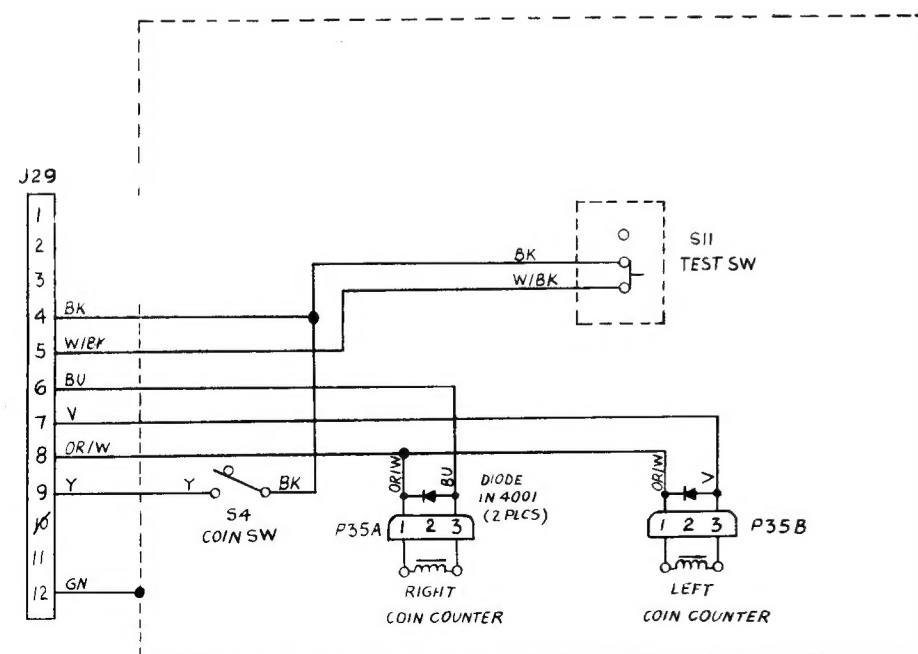 J29
1
2
3
4 BK
5 W/BK
6 BU
7 V
8 OR/W
9 Y
10
11
12 GN
BK
W/BK
S11
TEST SW
Y
BK
S4
COIN SW
OR/W
BU
DIODE
IN 4001
(2 PLCS)
P35A 1 2 3
RIGHT
COIN COUNTER
OR/W
V
1 2 3 P35B
LEFT
COIN COUNTER